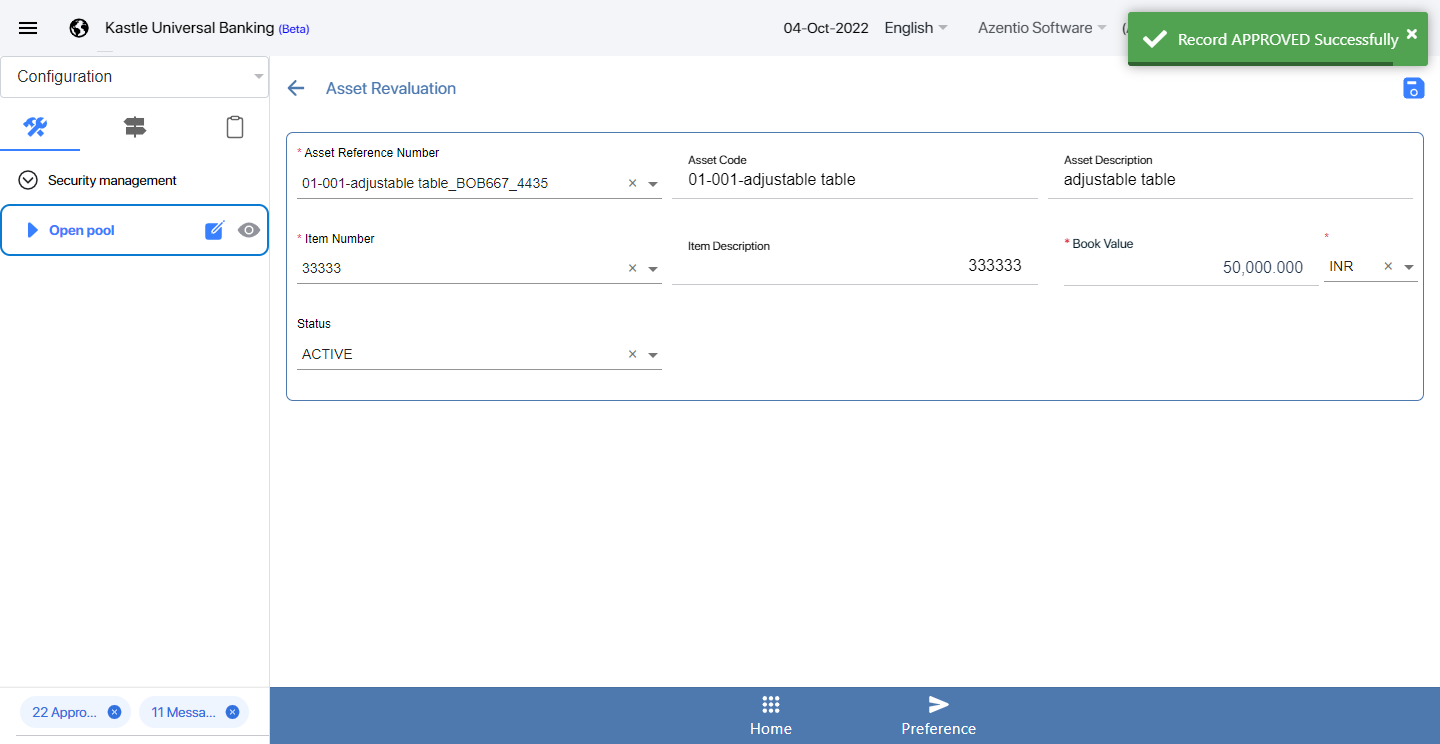 Kastle Universal Banking (Beta)
04-Oct-2022
English
Azentio Software
Record APPROVED Successfully
Configuration
Asset Revaluation
Security management
Open pool
* Asset Reference Number
01-001-adjustable table_BOB667_4435
Asset Code
01-001-adjustable table
Asset Description
adjustable table
* Item Number
33333
Item Description
333333
* Book Value
50,000.000
*
INR
Status
ACTIVE
22 Appro...
11 Messa...
Home
Preference